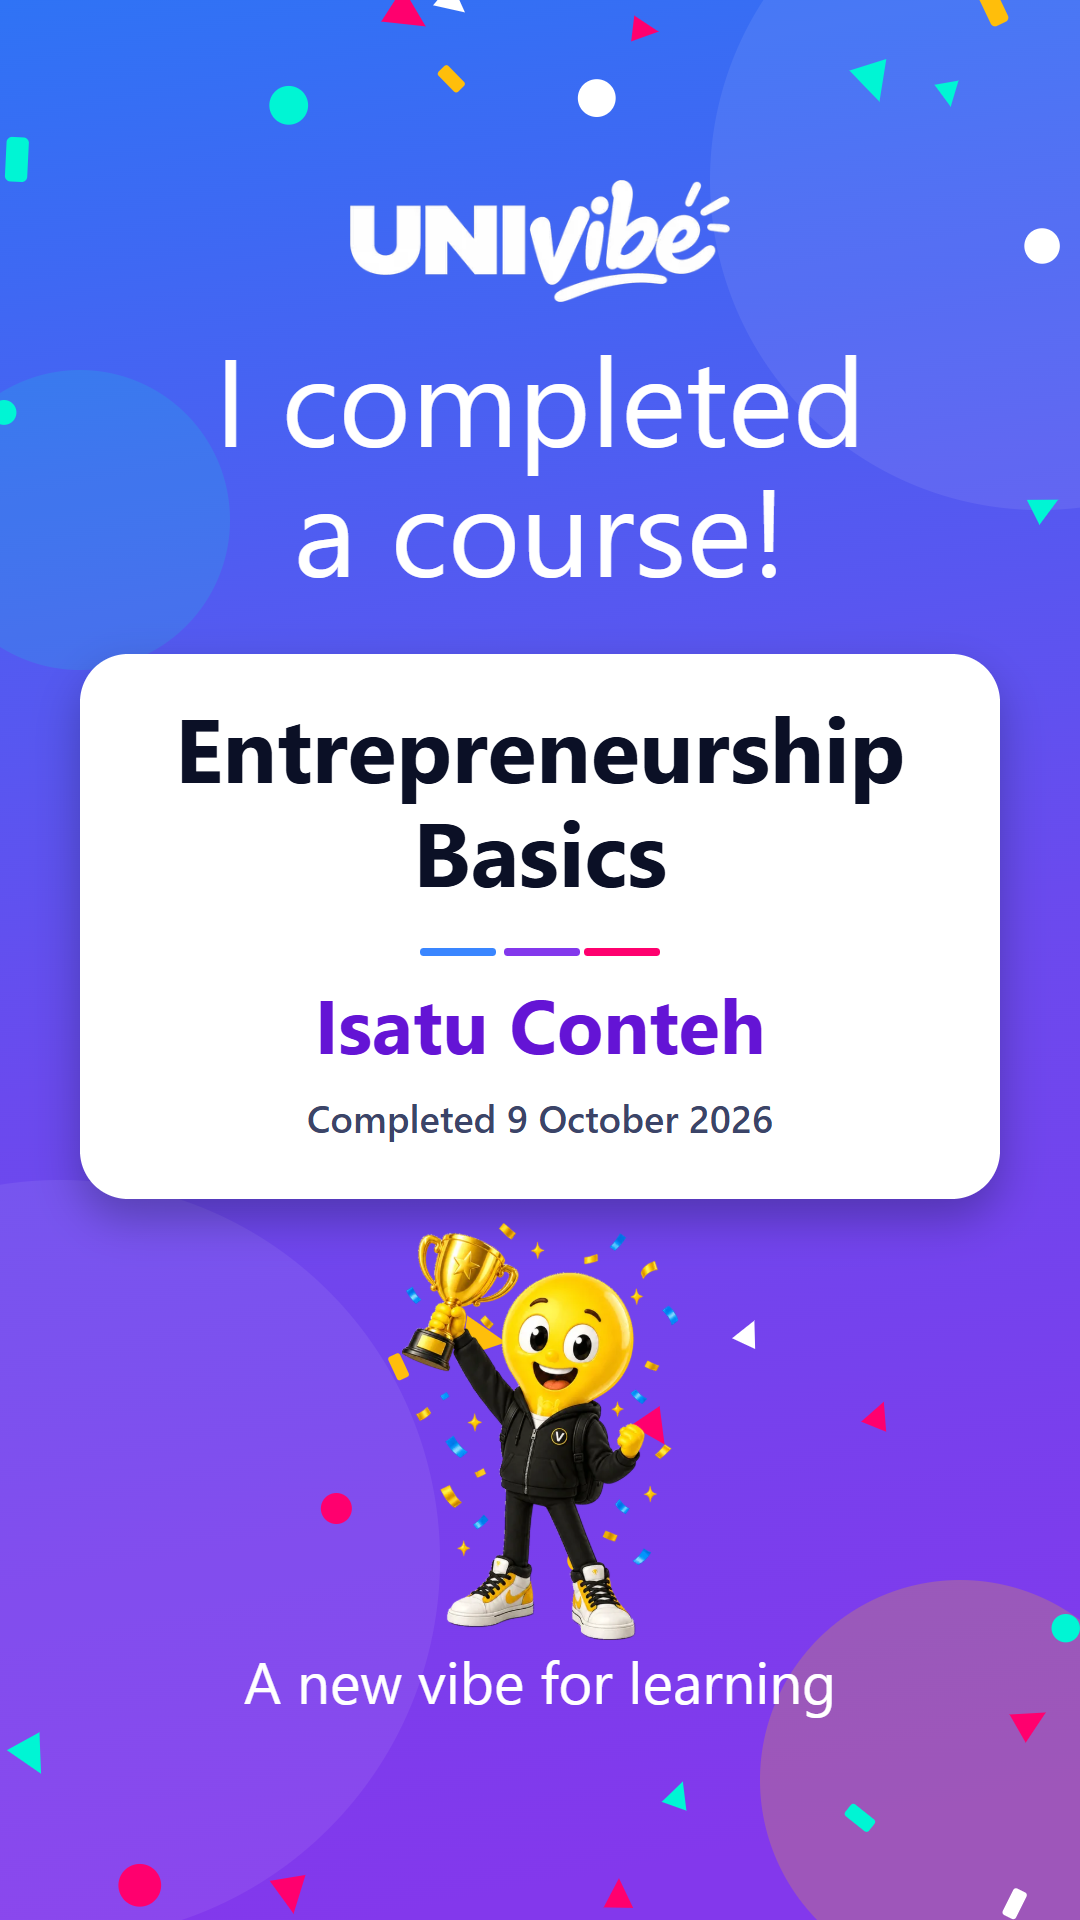 UNIvibe
I completed
a course!
Entrepreneurship
Basics
Isatu Conteh
Completed 9 October 2026
V
A new vibe for learning